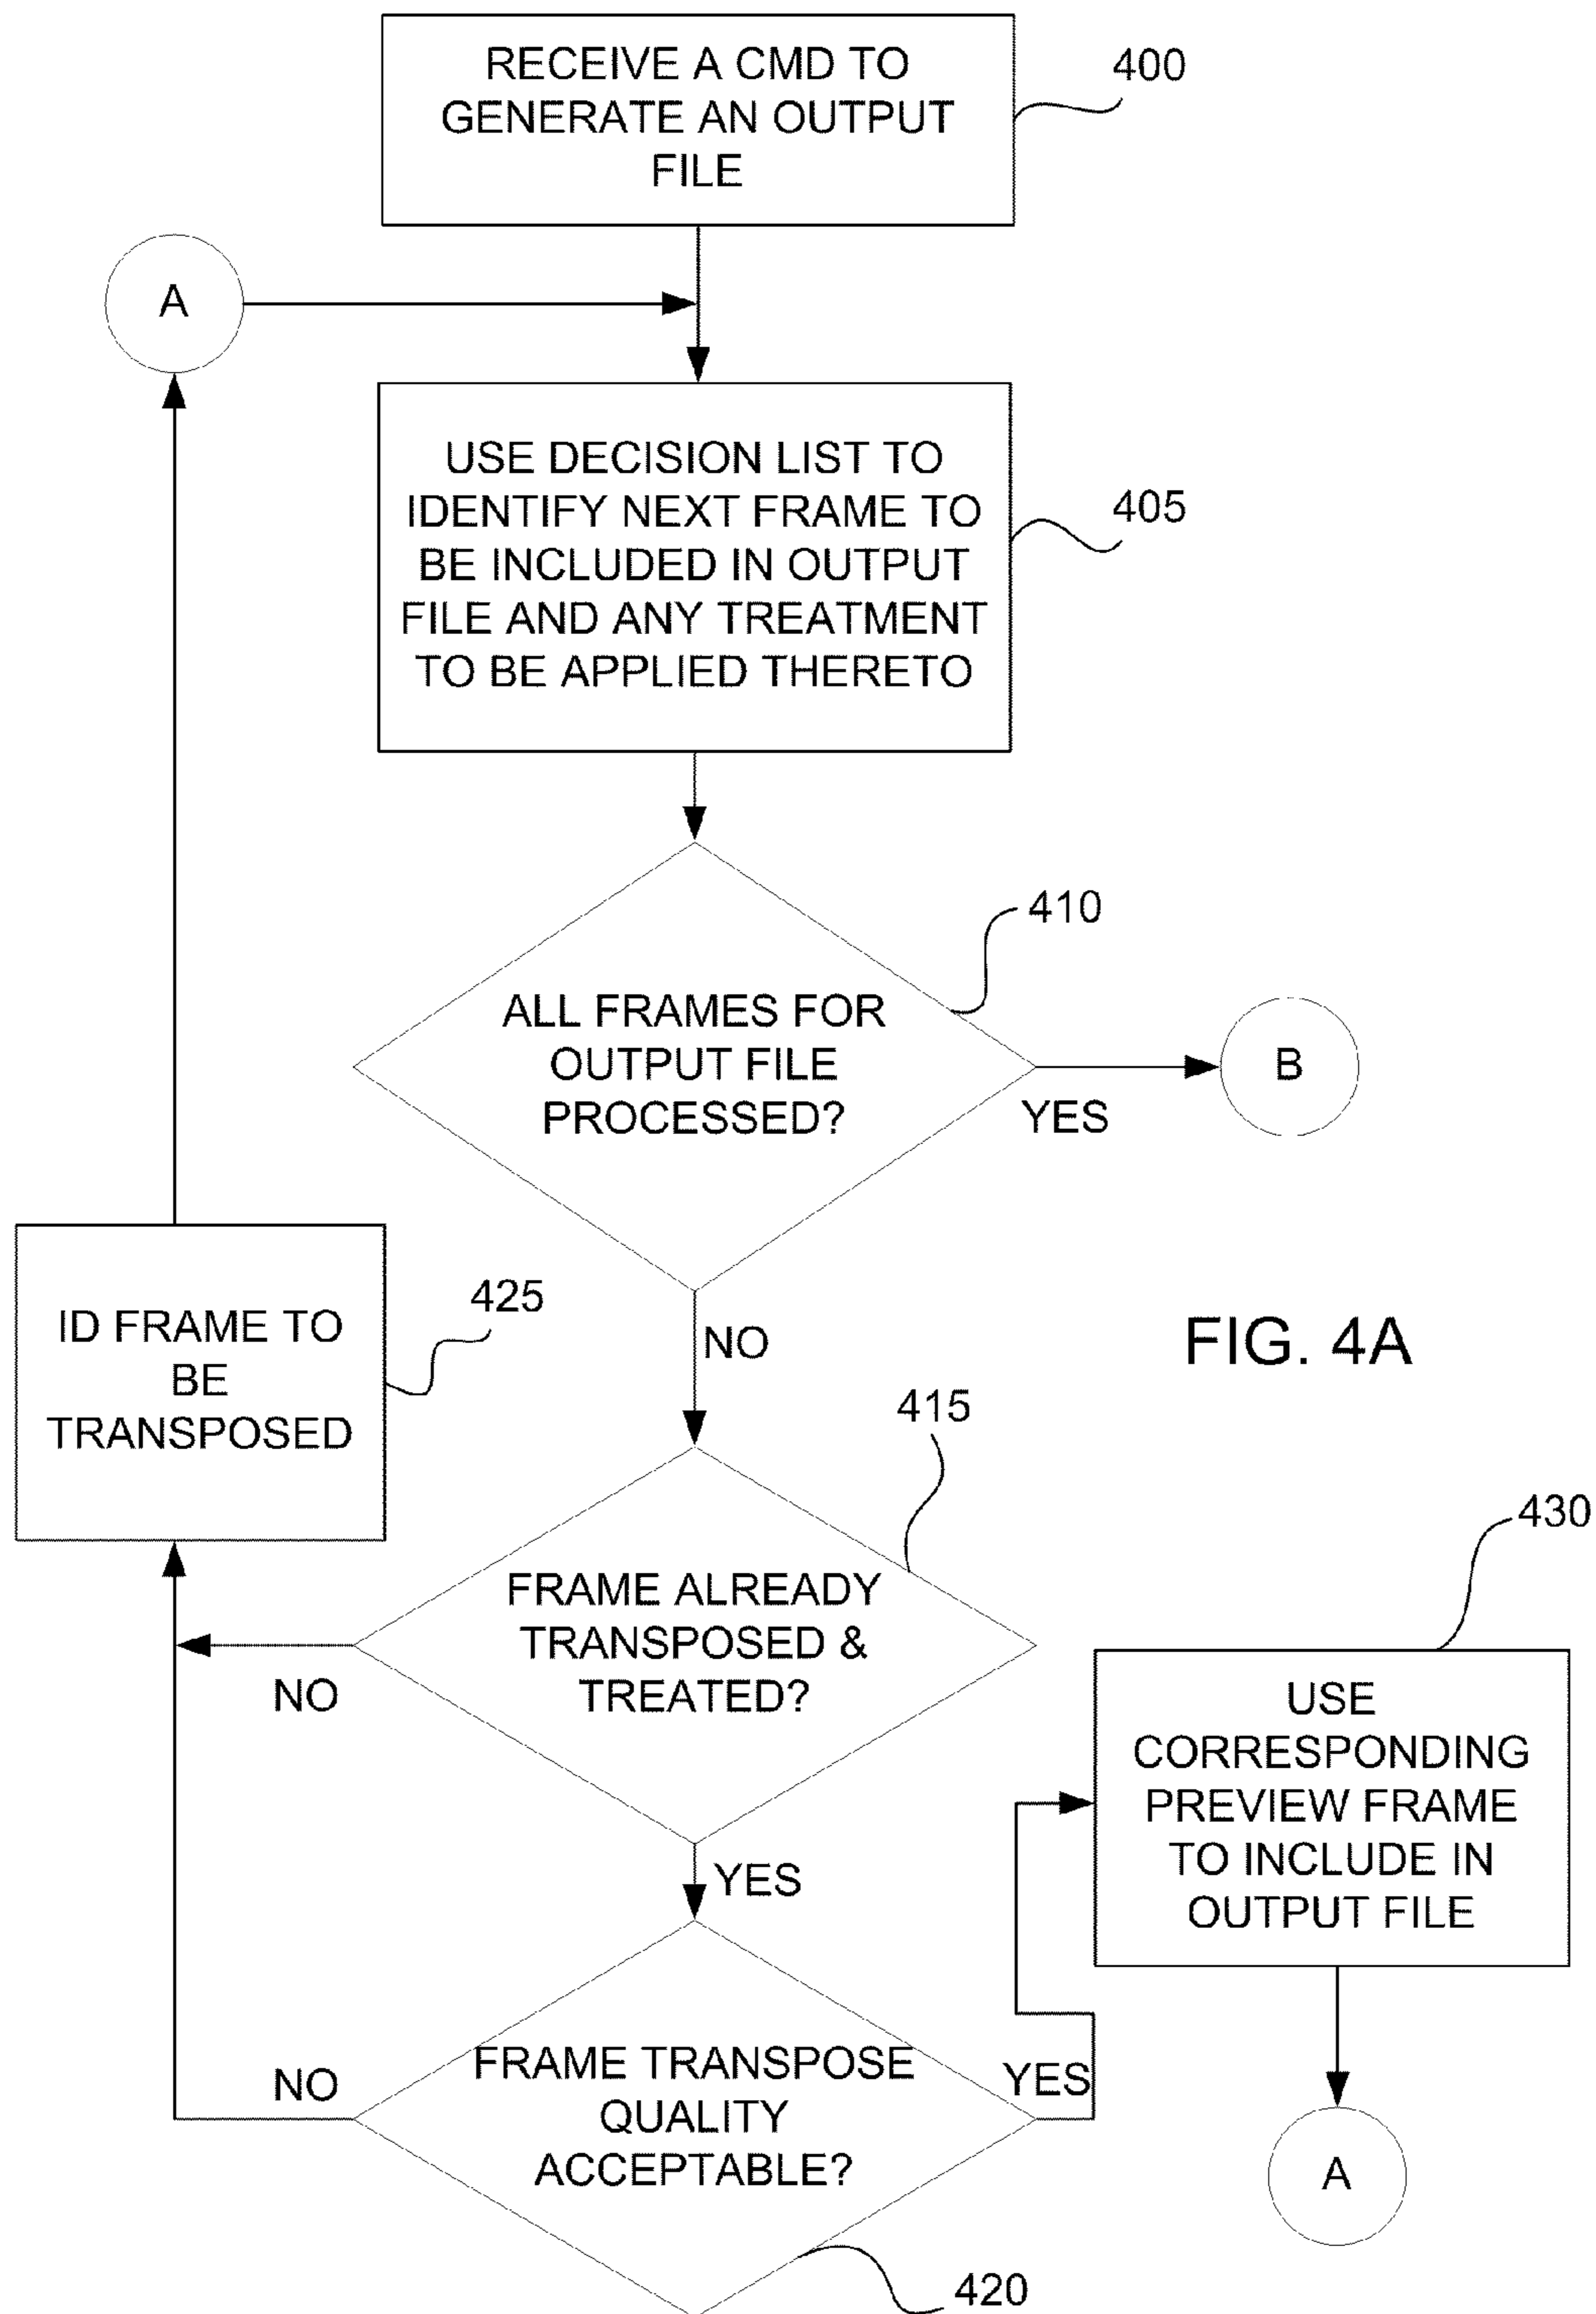 RECEIVE A CMD TO
GENERATE AN OUTPUT
FILE
400
A
USE DECISION LIST TO
IDENTIFY NEXT FRAME TO
BE INCLUDED IN OUTPUT
FILE AND ANY TREATMENT
TO BE APPLIED THERETO
405
410
ALL FRAMES FOR
OUTPUT FILE
PROCESSED?
YES
B
NO
ID FRAME TO
BE
TRANSPOSED
425
FIG. 4A
415
FRAME ALREADY
TRANSPOSED &
TREATED?
NO
YES
430
USE
CORRESPONDING
PREVIEW FRAME
TO INCLUDE IN
OUTPUT FILE
FRAME TRANSPOSE
QUALITY
ACCEPTABLE?
NO
YES
A
420